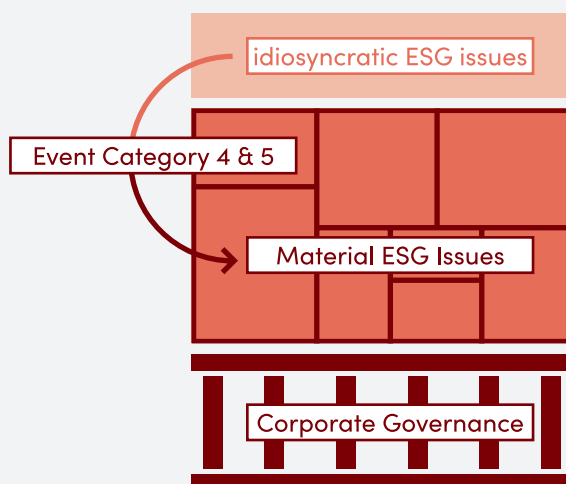 idiosyncratic ESG issues
Event Category 4 & 5
Material ESG Issues
Corporate Governance